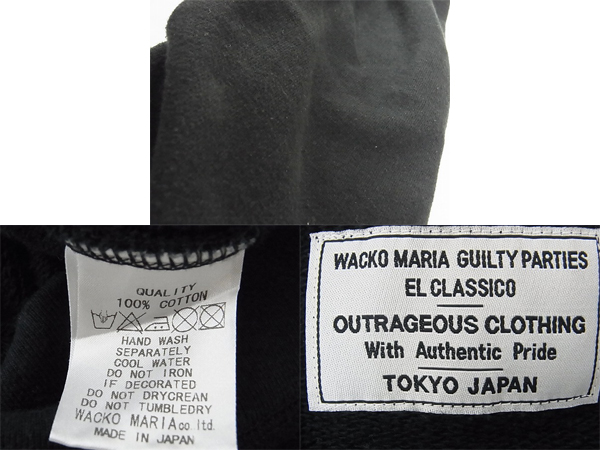 QUALITY
100% COTTON
HAND WASH
SEPARATELY
COOL WATER
DO NOT IRON
IF DECORATED
DO NOT DRYCREAN
DO NOT TUMBLEDRY
WACKO MARIA co. ltd.
MADE IN JAPAN
WACKO MARIA GUILTY PARTIES
EL CLASSICO
OUTRAGEOUS CLOTHING
With Authentic Pride
TOKYO JAPAN